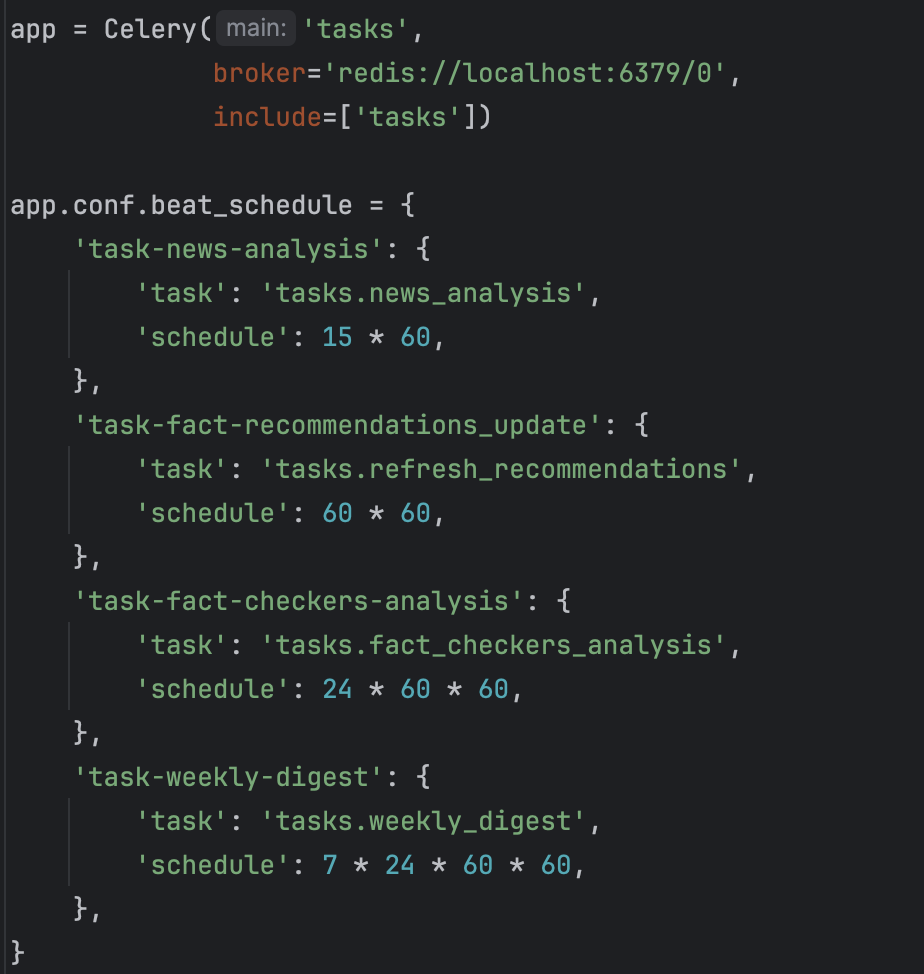 app = Celery( main: 'tasks',
             broker='redis://localhost:6379/0',
             include=['tasks'])

app.conf.beat_schedule = {
    'task-news-analysis': {
        'task': 'tasks.news_analysis',
        'schedule': 15 * 60,
    },
    'task-fact-recommendations_update': {
        'task': 'tasks.refresh_recommendations',
        'schedule': 60 * 60,
    },
    'task-fact-checkers-analysis': {
        'task': 'tasks.fact_checkers_analysis',
        'schedule': 24 * 60 * 60,
    },
    'task-weekly-digest': {
        'task': 'tasks.weekly_digest',
        'schedule': 7 * 24 * 60 * 60,
    },
}